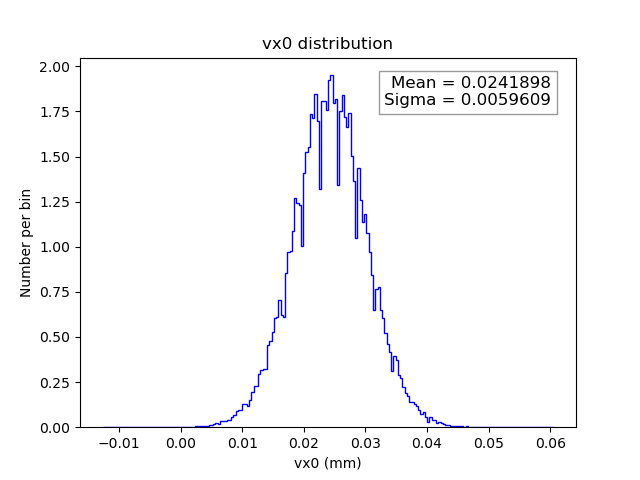 vx0 distribution
Mean = 0.0241898
Sigma = 0.0059609
Number per bin
2.00
1.75
1.50
1.25
1.00
0.75
0.50
0.25
0.00
−0.01 0.00 0.01 0.02 0.03 0.04 0.05 0.06
vx0 (mm)